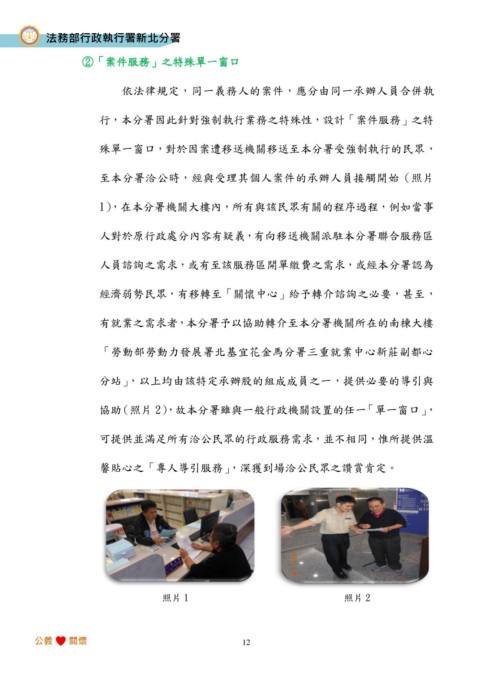 法務部行政執行署新北分署
②「案件服務」之特殊單一窗口
依法律規定，同一義務人的案件，應分由同一承辦人員合併執
行，本分署因此針對強制執行業務之特殊性，設計「案件服務」之特
殊單一窗口，對於因案遭移送機關移送至本分署受強制執行的民眾，
至本分署洽公時，經與受理其個人案件的承辦人員接觸開始（照片
1)，在本分署機關大樓內，所有與該民眾有關的程序過程，例如當事
人對於原行政處分內容有疑義，有向移送機關派駐本分署聯合服務區
人員諮詢之需求，或有至該服務區開單繳費之需求，或經本分署認為
經濟弱勢民眾，有移轉至「關懷中心」給予轉介諮詢之必要，甚至，
有就業之需求者，本分署予以協助轉介至本分署機關所在的南棟大樓
「勞動部勞動力發展署北基宜花金馬分署三重就業中心新莊副都心
分站」，以上均由該特定承辦股的組成成員之一，提供必要的導引與
協助（照片 2)，故本分署雖與一般行政機關設置的任一「單一窗口」，
可提供並滿足所有洽公民眾的行政服務需求，並不相同，惟所提供溫
馨貼心之「專人導引服務」，深獲到場洽公民眾之讚賞肯定。
照片 1 照片 2
公義 關懷 12